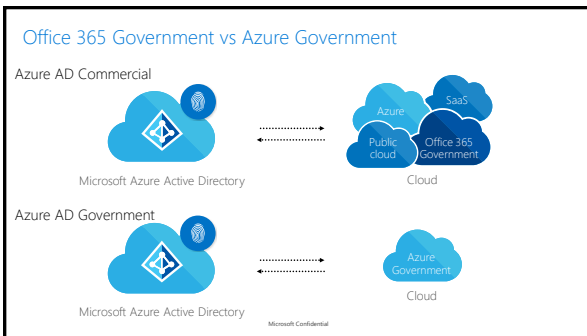 Office 365 Government vs Azure Government
Azure AD Commercial
Azure
SaaS
Public
cloud
Office 365
Government
Microsoft Azure Active Directory
Cloud
Azure AD Government
Azure
Government
Microsoft Azure Active Directory
Cloud
Microsoft Confidential